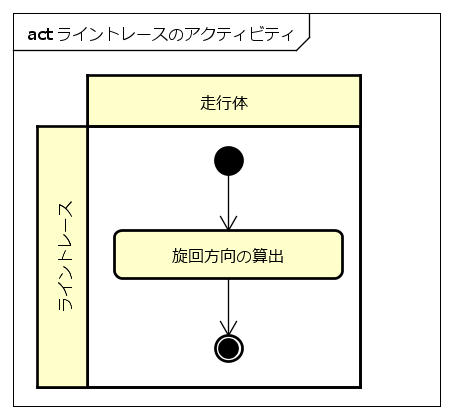 act ライントレースのアクティビティ
走行体
ライントレース
旋回方向の算出